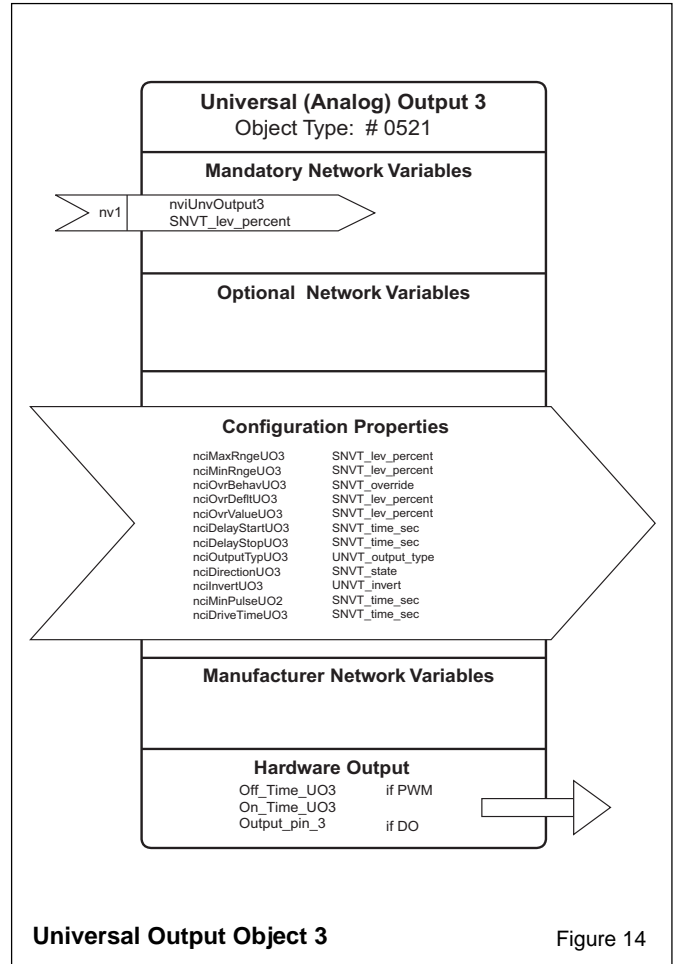 Universal (Analog) Output 3
Object Type: # 0521
Mandatory Network Variables
nv1 nviUnvOutput3
SNVT_lev_percent
Optional Network Variables
Configuration Properties
nciMaxRngeUO3 SNVT_lev_percent
nciMinRngeUO3 SNVT_lev_percent
nciOvrBehavUO3 SNVT_override
nciOvrDefltUO3 SNVT_lev_percent
nciOvrValueUO3 SNVT_lev_percent
nciDelayStartUO3 SNVT_time_sec
nciDelayStopUO3 SNVT_time_sec
nciOutputTypUO3 UNVT_output_type
nciDirectionUO3 SNVT_state
nciInvertUO3 UNVT_invert
nciMinPulseUO2 SNVT_time_sec
nciDriveTimeUO3 SNVT_time_sec
Manufacturer Network Variables
Hardware Output
Off_Time_UO3 if PWM
On_Time_UO3
Output_pin_3 if DO
Universal Output Object 3 Figure 14